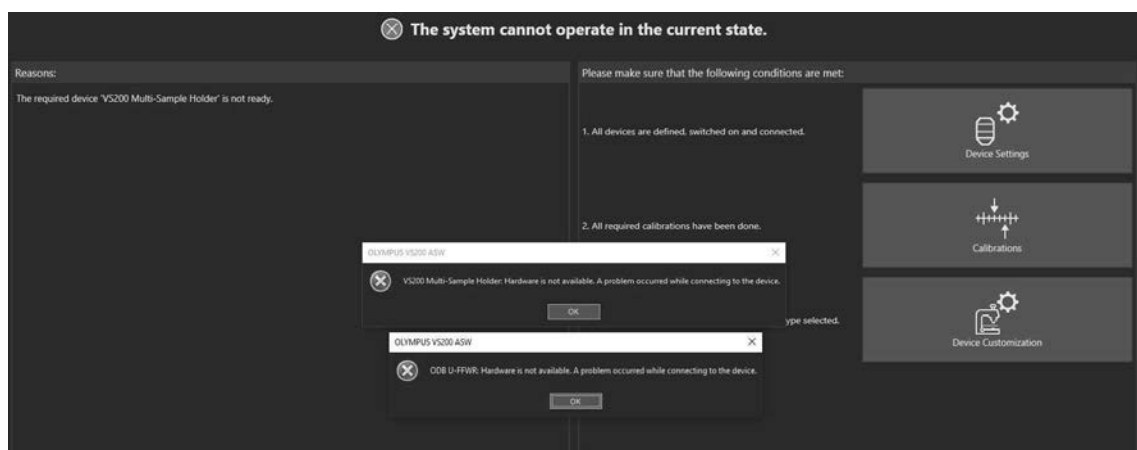 The system cannot operate in the current state.
Reasons:
The required device 'VS200 Multi-Sample Holder' is not ready.
Please make sure that the following conditions are met:
1. All devices are defined, switched on and connected.
Device Settings
2. All required calibrations have been done.
Calibrations
OLYMPUS VS200 ASW
VS200 Multi-Sample Holder: Hardware is not available. A problem occurred while connecting to the device.
OK
ype selected.
Device Customization
OLYMPUS VS200 ASW
ODB U-FFWR: Hardware is not available. A problem occurred while connecting to the device.
OK